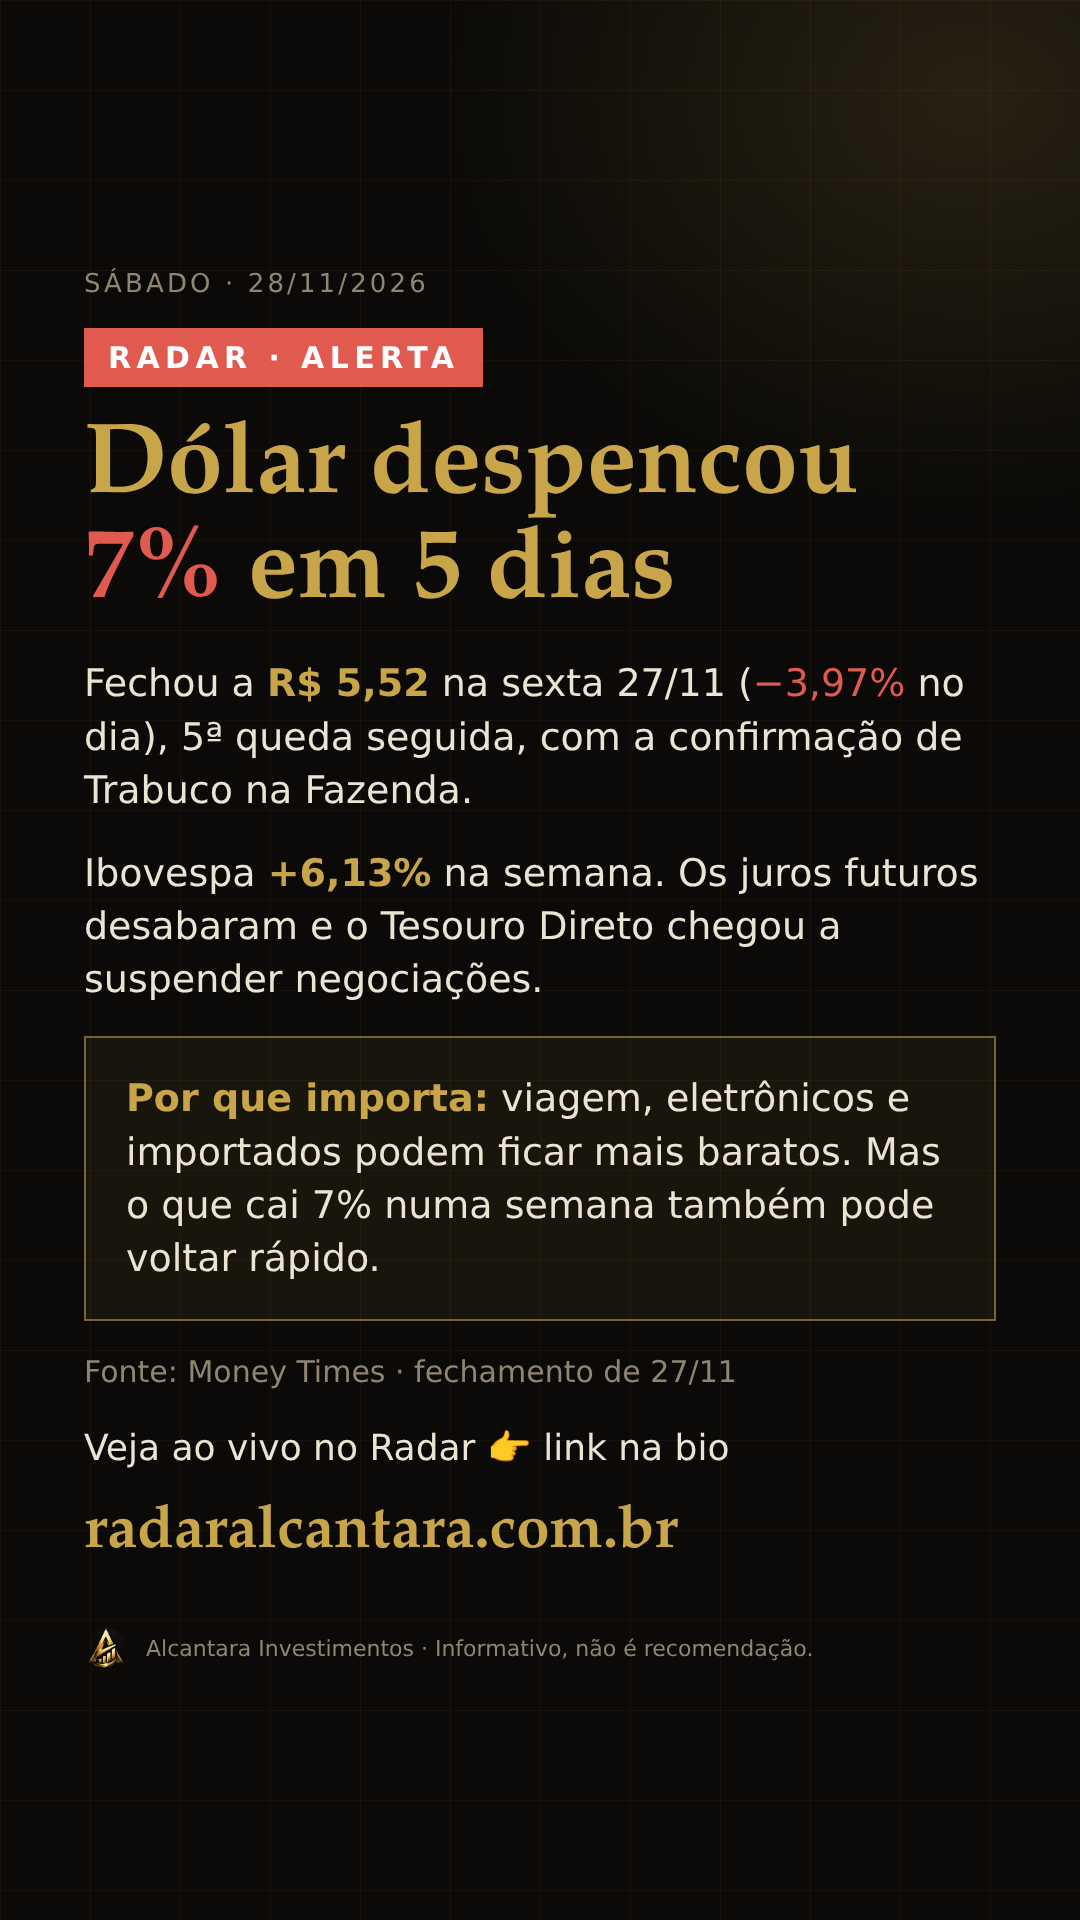 SÁBADO · 28/11/2026
RADAR · ALERTA
Dólar despencou
7% em 5 dias
Fechou a R$ 5,52 na sexta 27/11 (−3,97% no
dia), 5ª queda seguida, com a confirmação de
Trabuco na Fazenda.
Ibovespa +6,13% na semana. Os juros futuros
desabaram e o Tesouro Direto chegou a
suspender negociações.
Por que importa: viagem, eletrônicos e
importados podem ficar mais baratos. Mas
o que cai 7% numa semana também pode
voltar rápido.
Fonte: Money Times · fechamento de 27/11
Veja ao vivo no Radar 👉 link na bio
radaralcantara.com.br
Alcantara Investimentos · Informativo, não é recomendação.